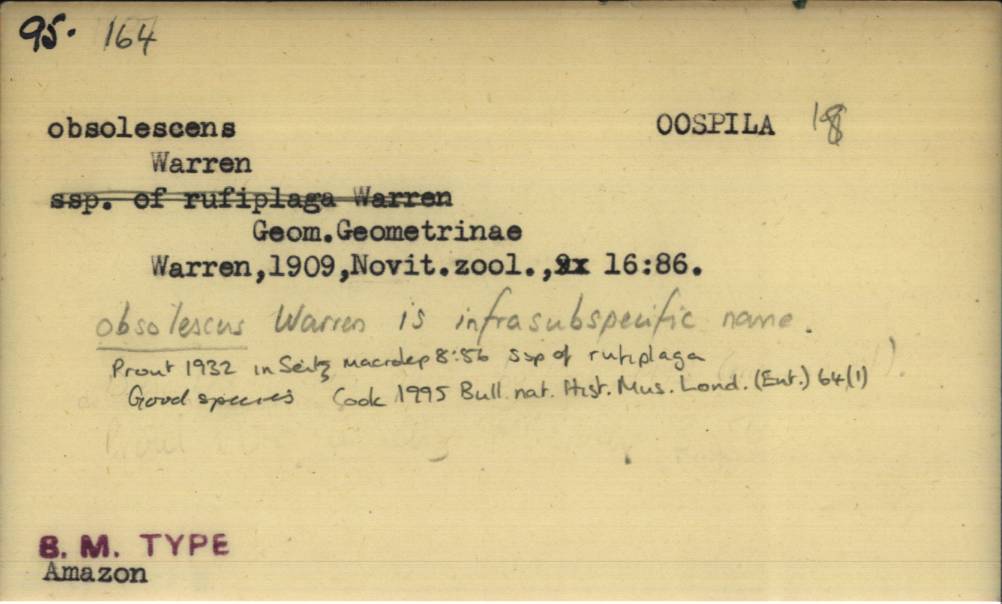 95. 164
obsolescens OOSPILA 18
Warren
ssp. of rufiplaga Warren
Geom.Geometrinae
Warren,1909,Novit.zool., 16:86.
obsolescens Warren is infrasubspecific name.
Prout 1932 in Seitz macrolep 8:56 ssp of rufiplaga
Good species Cook 1995 Bull. nat. Hist. Mus. Lond. (Ent.) 64(1)
B. M. TYPE
Amazon